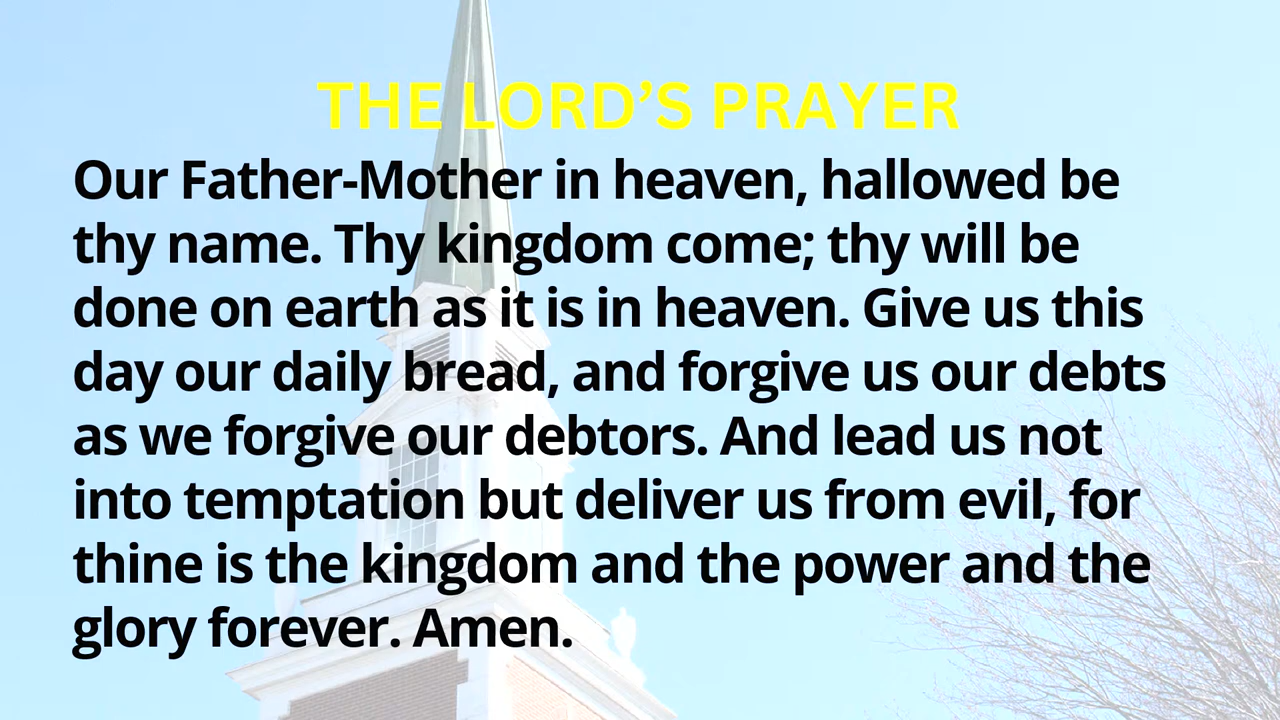 THE LORD’S PRAYER
Our Father-Mother in heaven, hallowed be
thy name. Thy kingdom come; thy will be
done on earth as it is in heaven. Give us this
day our daily bread, and forgive us our debts
as we forgive our debtors. And lead us not
into temptation but deliver us from evil, for
thine is the kingdom and the power and the
glory forever. Amen.